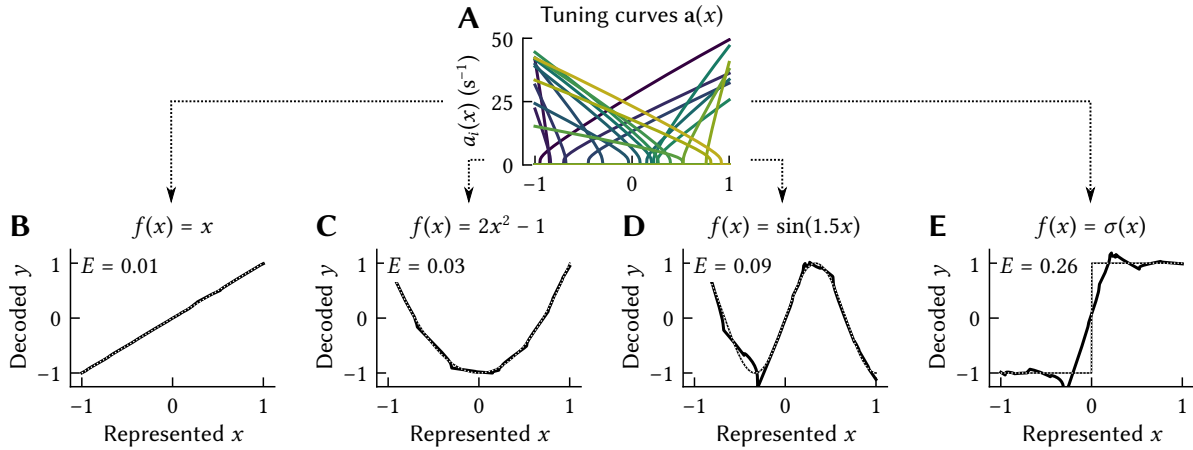 A Tuning curves a(x)
50
25
0
aᵢ(x) (s⁻¹)
−1 0 1
B f(x) = x
E = 0.01
1
0
−1
Decoded y
−1 0 1
Represented x
C f(x) = 2x² − 1
E = 0.03
1
0
−1
Decoded y
−1 0 1
Represented x
D f(x) = sin(1.5x)
E = 0.09
1
0
−1
Decoded y
−1 0 1
Represented x
E f(x) = σ(x)
E = 0.26
1
0
−1
Decoded y
−1 0 1
Represented x